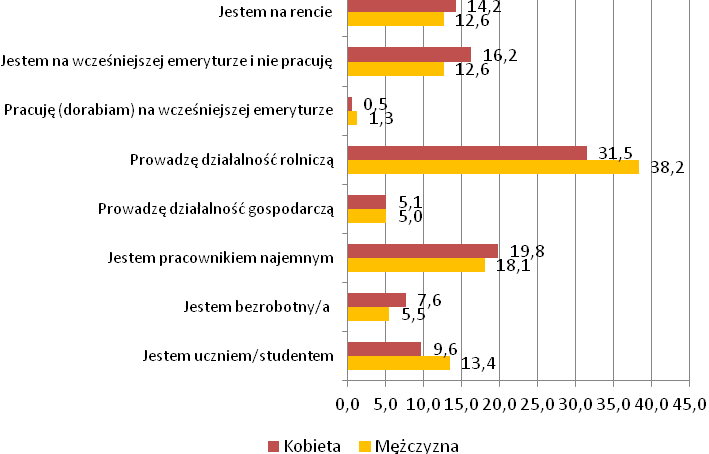 Jestem na rencie
14,2
12,6
Jestem na wcześniejszej emeryturze i nie pracuję
16,2
12,6
Pracuję (dorabiam) na wcześniejszej emeryturze
0,5
1,3
Prowadzę działalność rolniczą
31,5
38,2
Prowadzę działalność gospodarczą
5,1
5,0
Jestem pracownikiem najemnym
19,8
18,1
Jestem bezrobotny/a
7,6
5,5
Jestem uczniem/studentem
9,6
13,4
0,0 5,0 10,0 15,0 20,0 25,0 30,0 35,0 40,0 45,0
Kobieta Mężczyzna